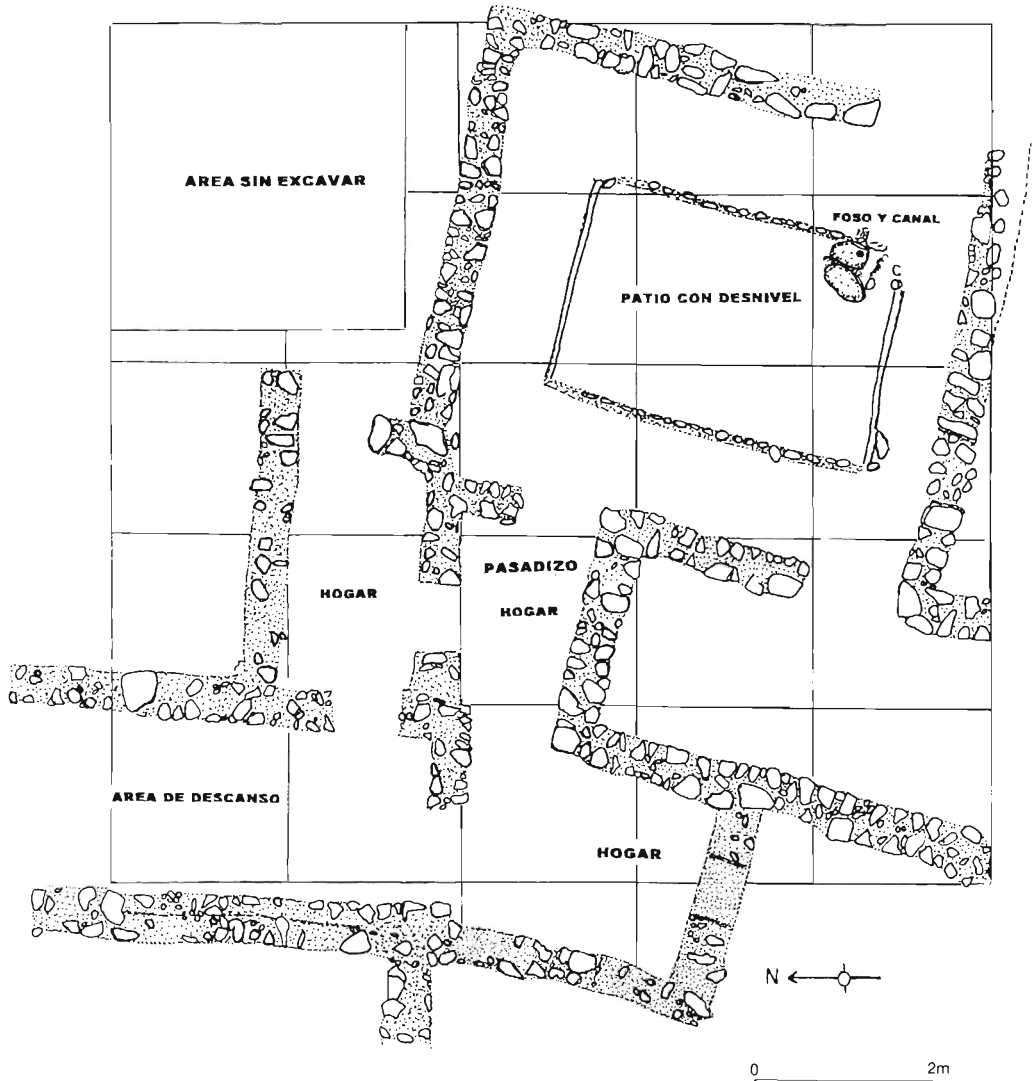 AREA SIN EXCAVAR
FOSO Y CANAL
C
PATIO CON DESNIVEL
PASADIZO
HOGAR
HOGAR
AREA DE DESCANSO
HOGAR
N
0 2m